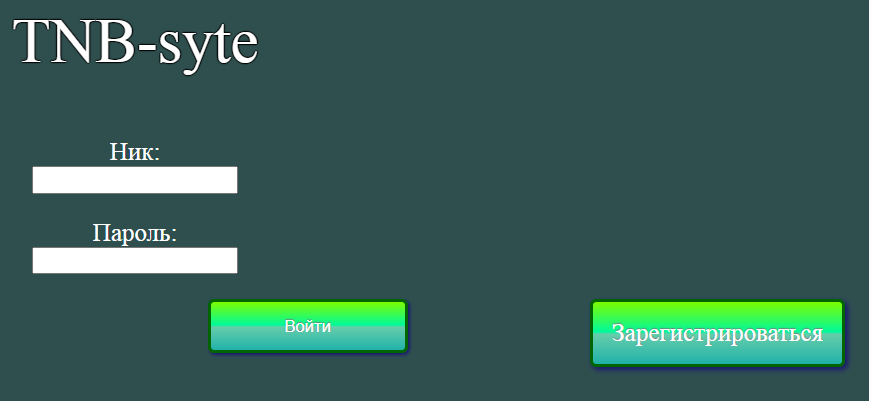 TNB-syte
Ник:
Пароль:
Войти
Зарегистрироваться